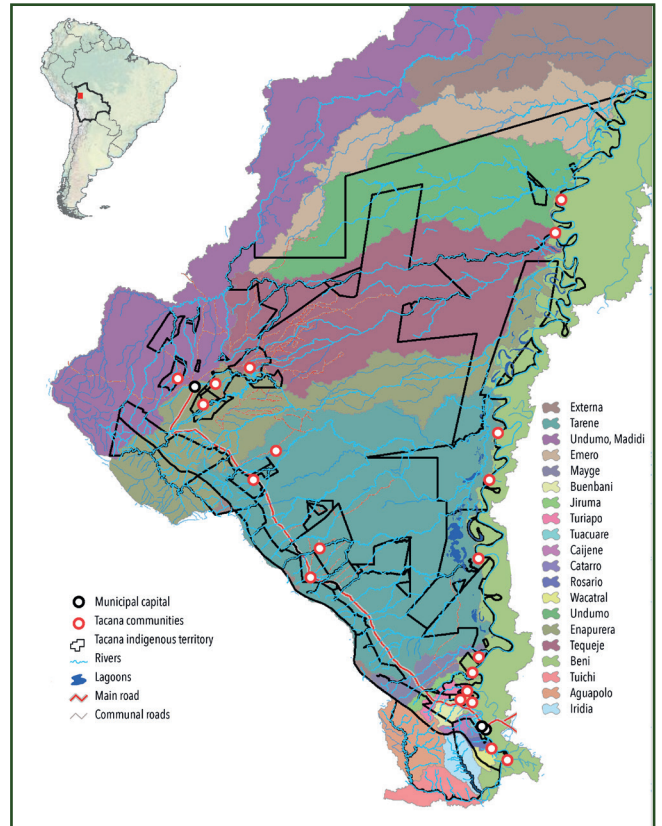 Externa
Tarene
Undumo, Madidi
Emero
Mayge
Buenbani
Jiruma
Turiapo
Tuacuare
Caijene
Catarro
Rosario
Wacatral
Undumo
Enapurera
Tequeje
Beni
Tuichi
Aguapolo
Iridia
Municipal capital
Tacana communities
Tacana indigenous territory
Rivers
Lagoons
Main road
Communal roads